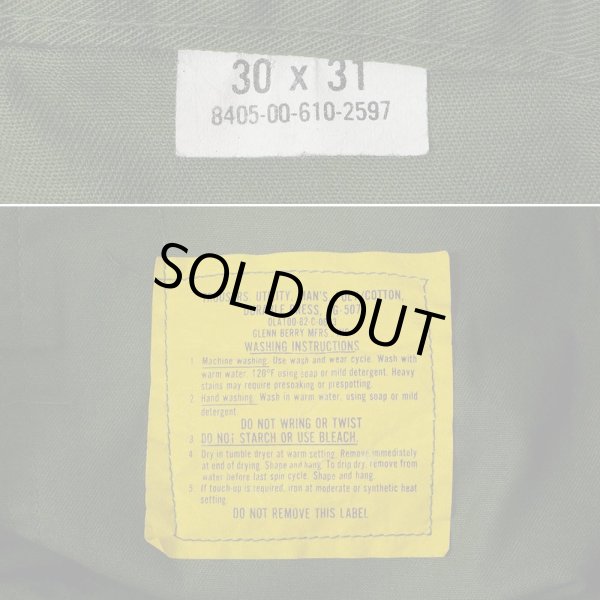 30 x 31
8405-00-610-2597
SOLD OUT
UTILITY, MAN'S
COTTON,
GLENN BERRY MFRS
WASHING INSTRUCTIONS
1. Machine washing. Use wash and wear cycle. Wash with
warm water. 120°F using soap or mild detergent. Heavy
stains may require presoaking or prespotting.
2. Hand washing. Wash in warm water, using soap or mild
detergent
DO NOT WRING OR TWIST
3. DO NOT STARCH OR USE BLEACH.
4. Dry in tumble dryer at warm setting. Remove immediately
at end of drying. Shape and hang. To drip dry, remove from
water before last spin cycle. Shape and hang.
5. If touch-up is required, iron at moderate or synthetic heat
setting.
DO NOT REMOVE THIS LABEL